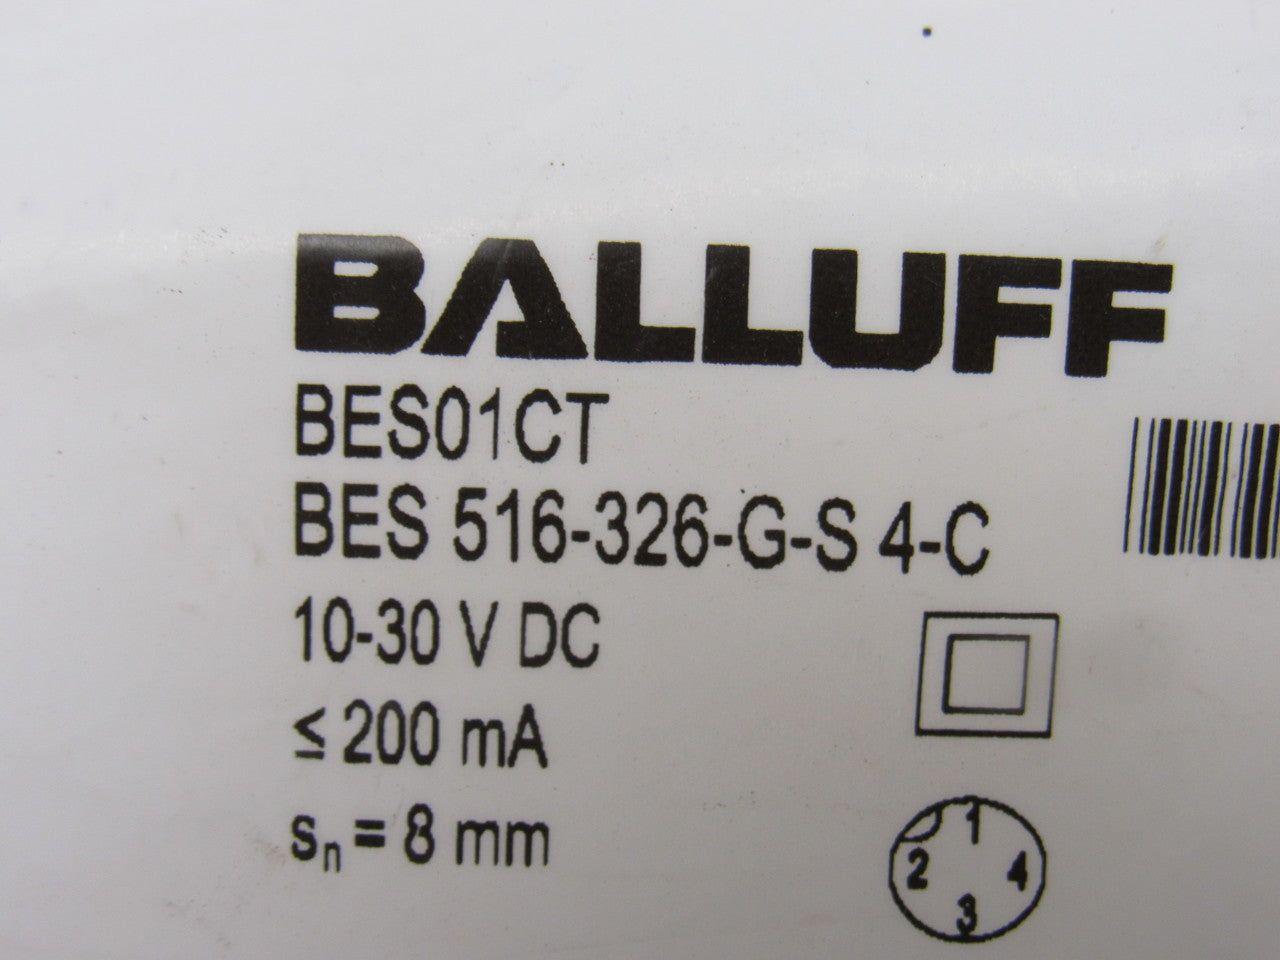 BALLUFF
BES01CT
BES 516-326-G-S 4-C
10-30 V DC
≤ 200 mA
sn = 8 mm
1
2 4
3